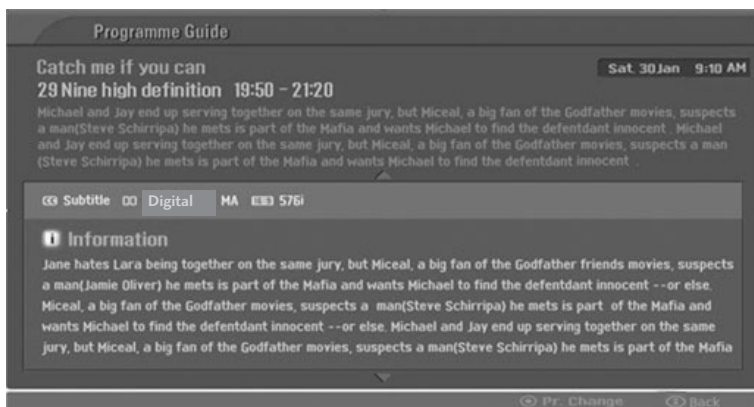 Programme Guide
Catch me if you can
Sat. 30 Jan 9:10 AM
29 Nine high definition 19:50 - 21:20
Michael and Jay end up serving together on the same jury, but Miceal, a big fan of the Godfather movies, suspects
a man(Steve Schirripa) he mets is part of the Mafia and wants Michael to find the defentdant innocent . Michael
and Jay end up serving together on the same jury, but Miceal, a big fan of the Godfather movies, suspects a man
(Steve Schirripa) he mets is part of the Mafia and wants Michael to find the defentdant innocent .
Subtitle Digital MA 576i
i Information
Jane hates Lara being together on the same jury, but Miceal, a big fan of the Godfather friends movies, suspects
a man(Jamie Oliver) he mets is part of the Mafia and wants Michael to find the defentdant innocent --or else.
Miceal, a big fan of the Godfather movies, suspects a man(Steve Schirripa) he mets is part of the Mafia and
wants Michael to find the defentdant innocent --or else. Michael and Jay end up serving together on the same
jury, but Miceal, a big fan of the Godfather movies, suspects a man(Steve Schirripa) he mets is part of the Mafia
Pr. Change Back